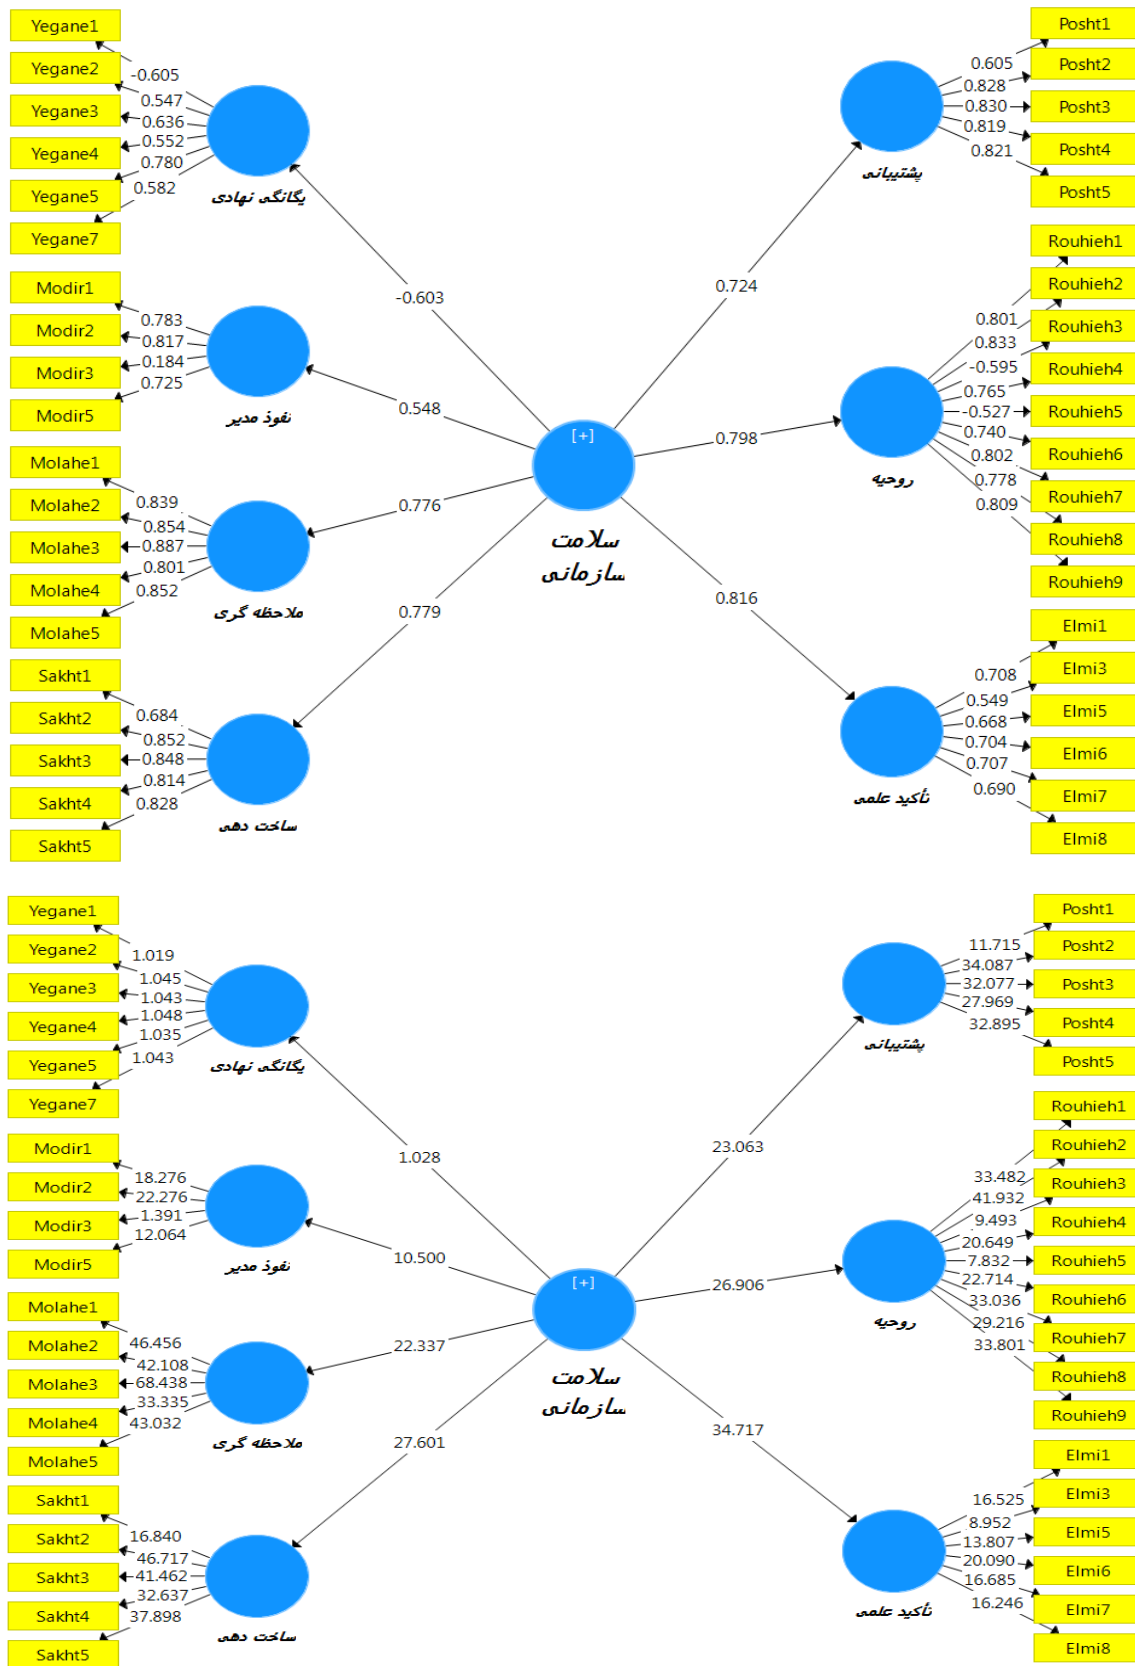 Yegane1
Yegane2
Yegane3
Yegane4
Yegane5
Yegane7
-0.605
0.547
0.636
0.552
0.780
0.582
یگانگی نهادی
Modir1
Modir2
Modir3
Modir5
0.783
0.817
0.184
0.725
نفوذ مدیر
Molahe1
Molahe2
Molahe3
Molahe4
Molahe5
0.839
0.854
0.887
0.801
0.852
ملاحظه گری
Sakht1
Sakht2
Sakht3
Sakht4
Sakht5
0.684
0.852
0.848
0.814
0.828
ساخت دهی
-0.603
0.548
0.776
0.779
[+]
سلامت
سازمانی
0.724
0.798
0.816
Posht1
Posht2
Posht3
Posht4
Posht5
0.605
0.828
0.830
0.819
0.821
پشتیبانی
Rouhieh1
Rouhieh2
Rouhieh3
Rouhieh4
Rouhieh5
Rouhieh6
Rouhieh7
Rouhieh8
Rouhieh9
0.801
0.833
-0.595
0.765
-0.527
0.740
0.802
0.778
0.809
روحیه
Elmi1
Elmi3
Elmi5
Elmi6
Elmi7
Elmi8
0.708
0.549
0.668
0.704
0.707
0.690
تأکید علمی
Yegane1
Yegane2
Yegane3
Yegane4
Yegane5
Yegane7
1.019
1.045
1.043
1.048
1.035
1.043
یگانگی نهادی
Modir1
Modir2
Modir3
Modir5
18.276
22.276
1.391
12.064
نفوذ مدیر
Molahe1
Molahe2
Molahe3
Molahe4
Molahe5
46.456
42.108
68.438
33.335
43.032
ملاحظه گری
Sakht1
Sakht2
Sakht3
Sakht4
Sakht5
16.840
46.717
41.462
32.637
37.898
ساخت دهی
1.028
10.500
22.337
27.601
[+]
سلامت
سازمانی
23.063
26.906
34.717
Posht1
Posht2
Posht3
Posht4
Posht5
11.715
34.087
32.077
27.969
32.895
پشتیبانی
Rouhieh1
Rouhieh2
Rouhieh3
Rouhieh4
Rouhieh5
Rouhieh6
Rouhieh7
Rouhieh8
Rouhieh9
33.482
41.932
9.493
20.649
7.832
22.714
33.036
29.216
33.801
روحیه
Elmi1
Elmi3
Elmi5
Elmi6
Elmi7
Elmi8
16.525
8.952
13.807
20.090
16.685
16.246
تأکید علمی